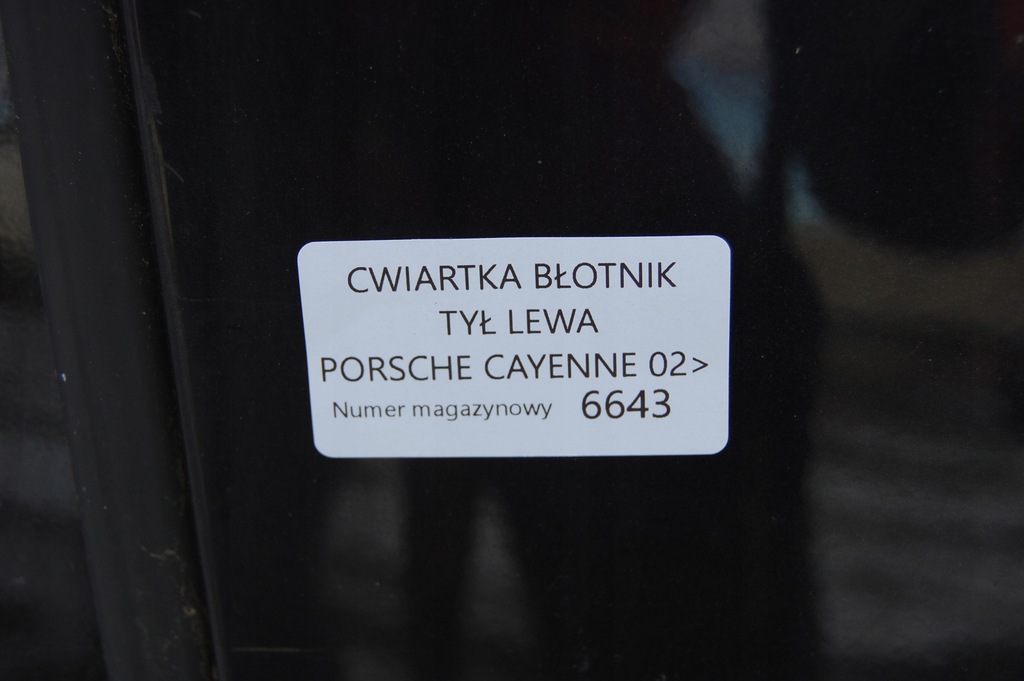 CWIARTKA BŁOTNIK
TYŁ LEWA
PORSCHE CAYENNE 02>
Numer magazynowy 6643